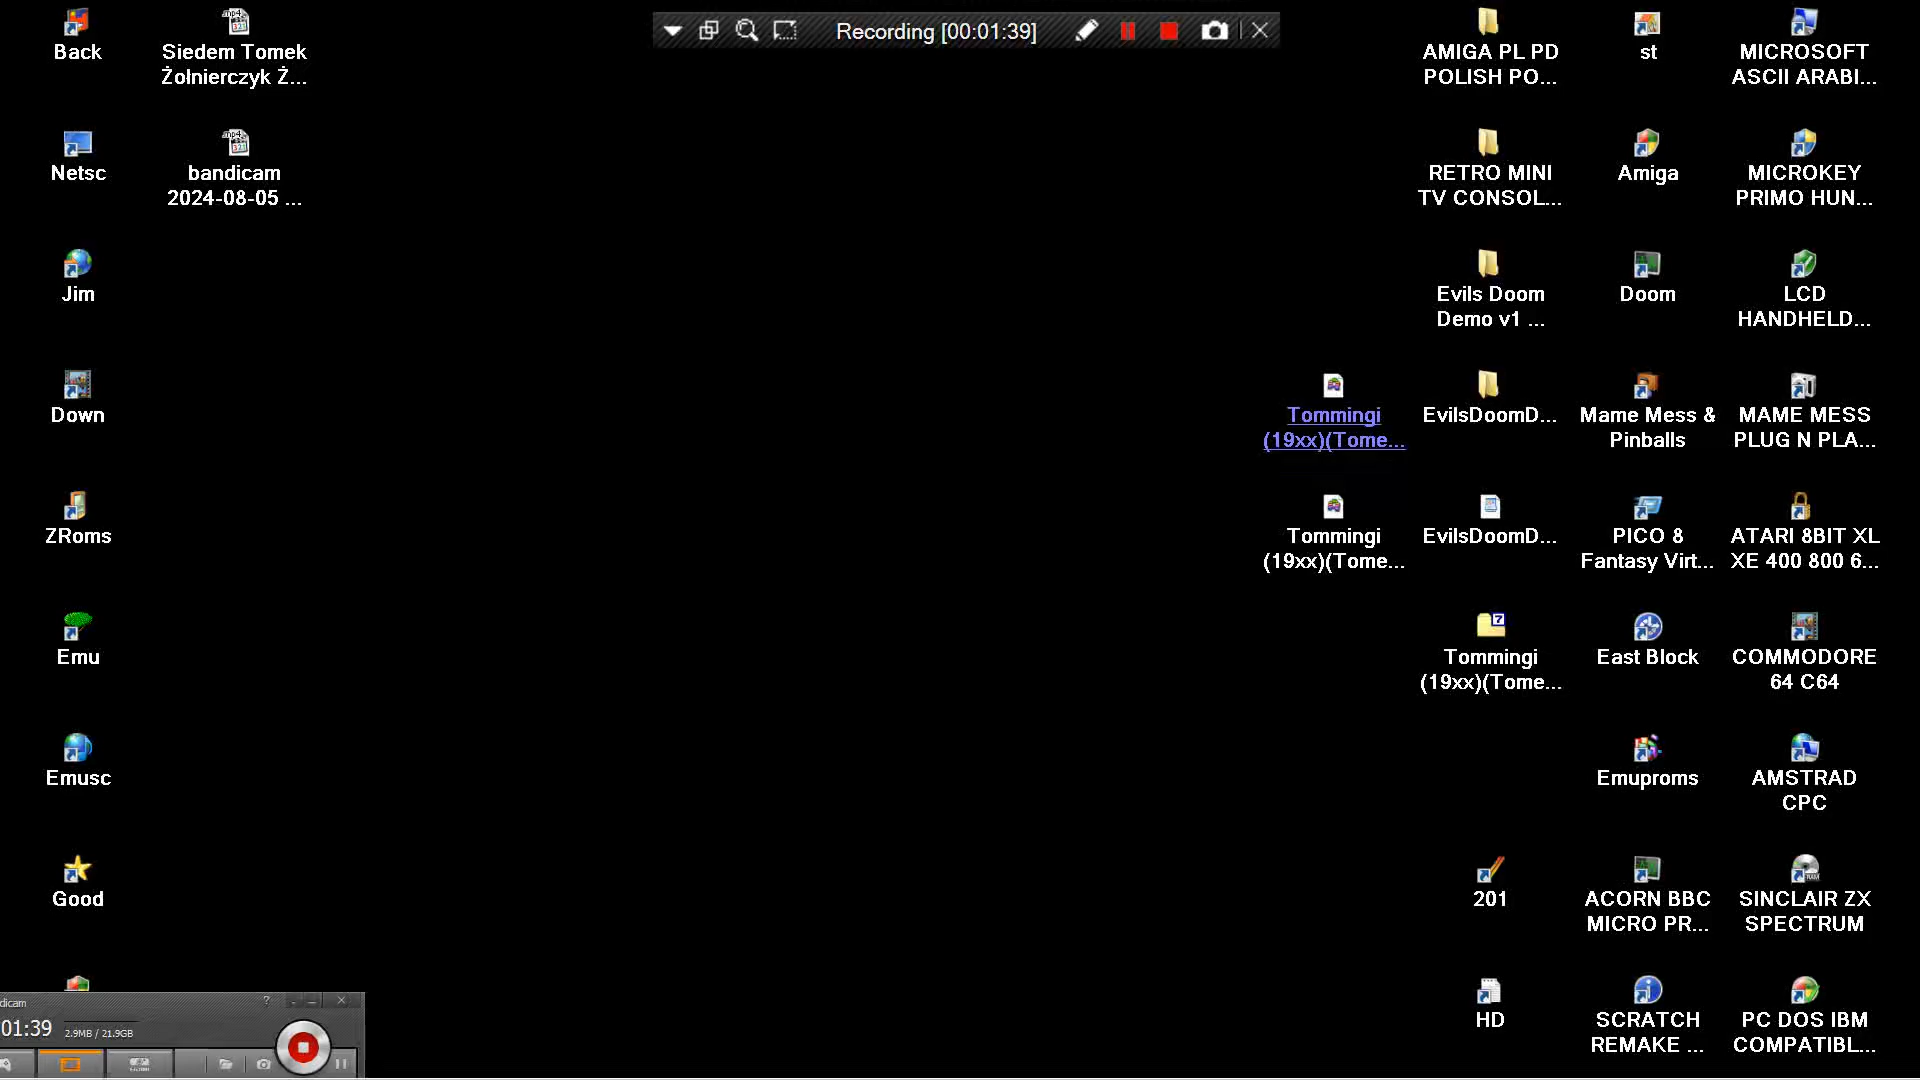 Recording [00:01:39]
Back
Siedem Tomek
Żołnierczyk Ż...
Netsc
bandicam
2024-08-05 ...
Jim
Down
ZRoms
Emu
Emusc
Good
AMIGA PL PD
POLISH PO...
st
MICROSOFT
ASCII ARABI...
RETRO MINI
TV CONSOL...
Amiga
MICROKEY
PRIMO HUN...
Evils Doom
Demo v1 ...
Doom
LCD
HANDHELD...
Tommingi
(19xx)(Tome...
EvilsDoomD...
Mame Mess &
Pinballs
MAME MESS
PLUG N PLA...
Tommingi
(19xx)(Tome...
EvilsDoomD...
PICO 8
Fantasy Virt...
ATARI 8BIT XL
XE 400 800 6...
Tommingi
(19xx)(Tome...
East Block
COMMODORE
64 C64
Emuproms
AMSTRAD
CPC
201
ACORN BBC
MICRO PR...
SINCLAIR ZX
SPECTRUM
HD
SCRATCH
REMAKE ...
PC DOS IBM
COMPATIBL...
dicam
01:39
2.9MB / 21.9GB